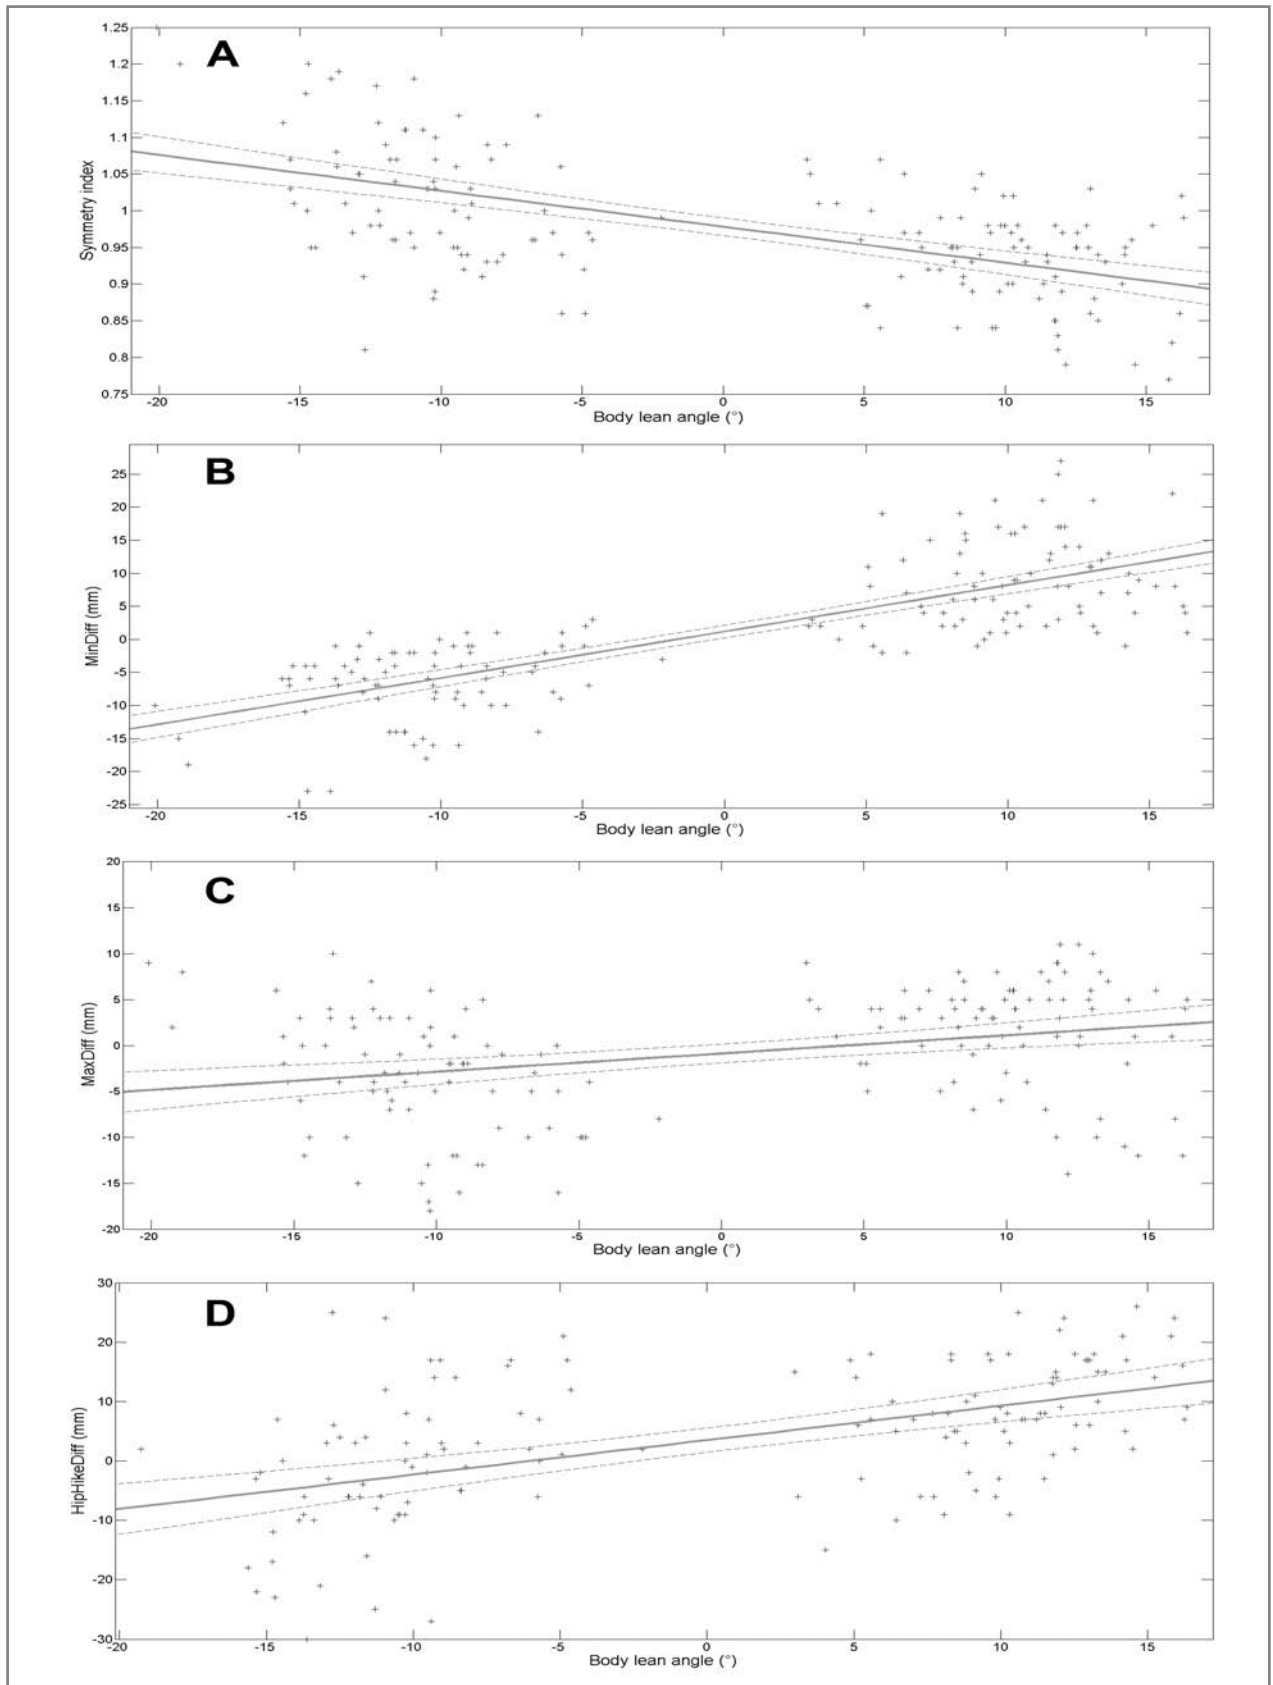 A
1.25
1.2
1.15
1.1
1.05
1
0.95
0.9
0.85
0.8
0.75
Symmetry index
-20 -15 -10 -5 0 5 10 15
Body lean angle (°)
B
25
20
15
10
5
0
-5
-10
-15
-20
-25
MinDiff (mm)
-20 -15 -10 -5 0 5 10 15
Body lean angle (°)
C
20
15
10
5
0
-5
-10
-15
-20
MaxDiff (mm)
-20 -15 -10 -5 0 5 10 15
Body lean angle (°)
D
30
20
10
0
-10
-20
-30
HipHikeDiff (mm)
-20 -15 -10 -5 0 5 10 15
Body lean angle (°)